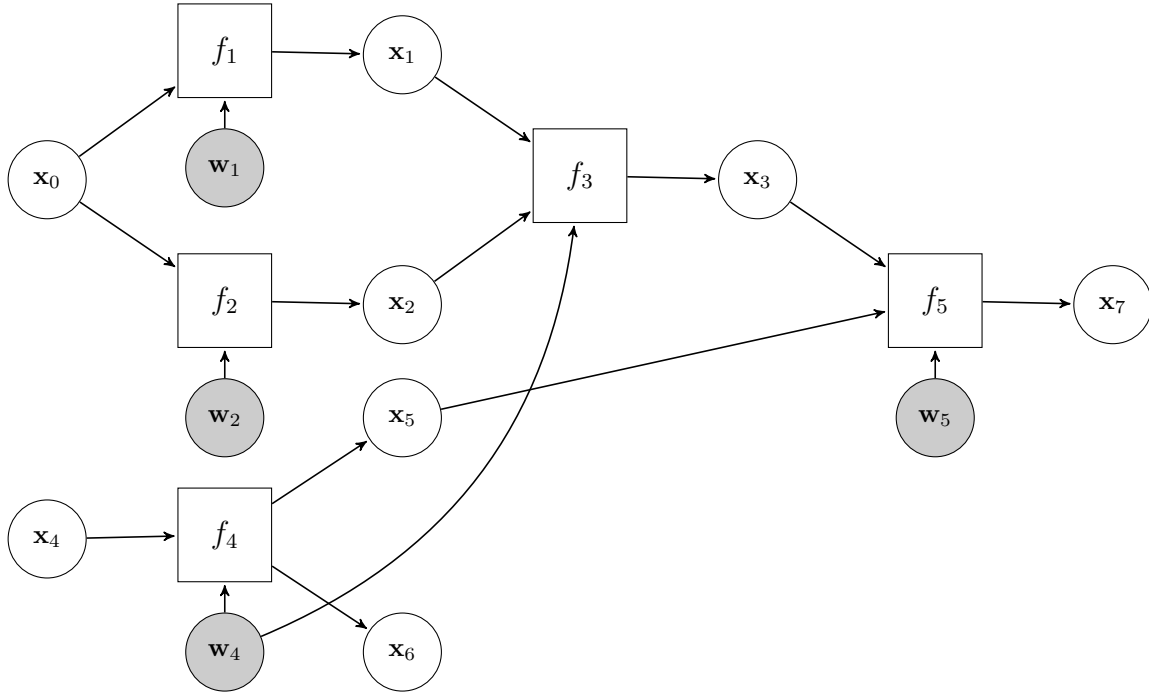 f₁
x₁
w₁
x₀
f₃
x₃
f₂
x₂
f₅
x₇
w₂
x₅
w₅
x₄
f₄
w₄
x₆